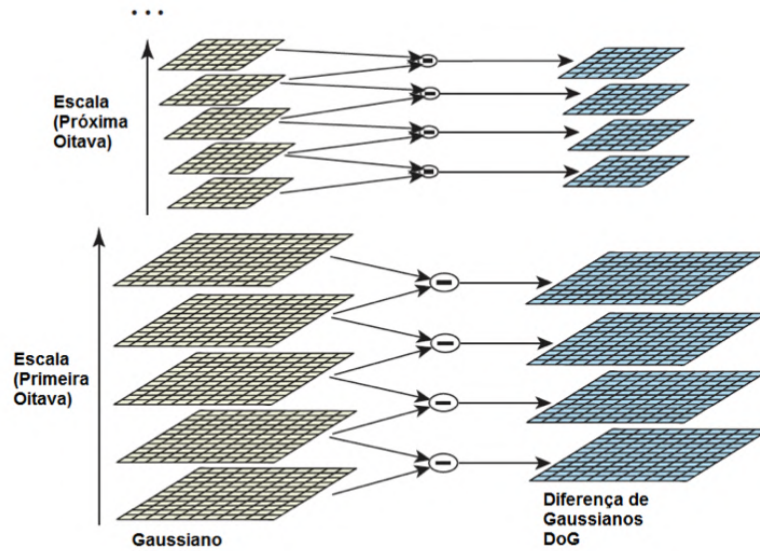 . . .
Escala
(Próxima
Oitava)
Escala
(Primeira
Oitava)
Gaussiano
Diferença de
Gaussianos
DoG